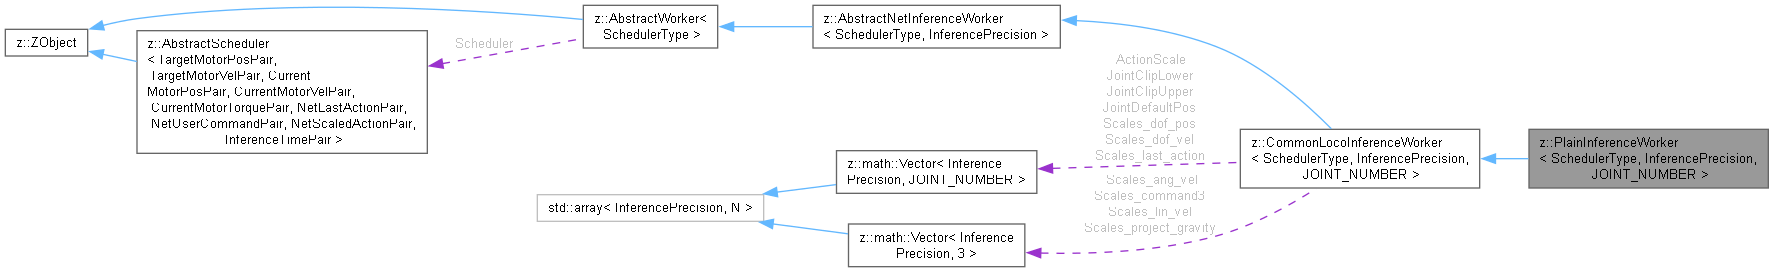 z::ZObject
z::AbstractScheduler
< TargetMotorPosPair,
TargetMotorVelPair, Current
MotorPosPair, CurrentMotorVelPair,
CurrentMotorTorquePair, NetLastActionPair,
NetUserCommandPair, NetScaledActionPair,
InferenceTimePair >
Scheduler
z::AbstractWorker<
SchedulerType >
z::AbstractNetInferenceWorker
< SchedulerType, InferencePrecision >
ActionScale
JointClipLower
JointClipUpper
JointDefaultPos
Scales_dof_pos
Scales_dof_vel
Scales_last_action
z::math::Vector< Inference
Precision, JOINT_NUMBER >
std::array< InferencePrecision, N >
Scales_ang_vel
Scales_command3
Scales_lin_vel
Scales_project_gravity
z::math::Vector< Inference
Precision, 3 >
z::CommonLocoInferenceWorker
< SchedulerType, InferencePrecision,
JOINT_NUMBER >
z::PlainInferenceWorker
< SchedulerType, InferencePrecision,
JOINT_NUMBER >